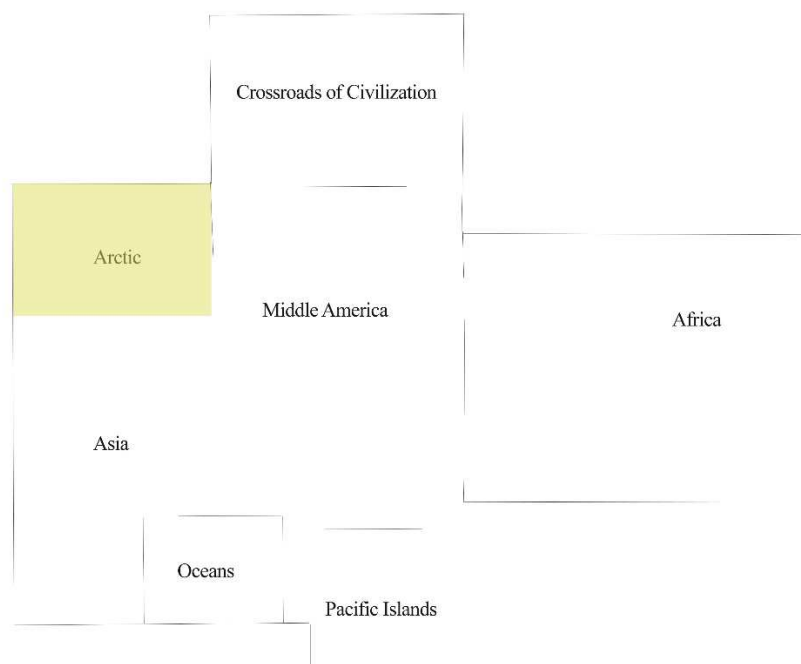 Crossroads of Civilization
Arctic
Middle America
Africa
Asia
Oceans
Pacific Islands